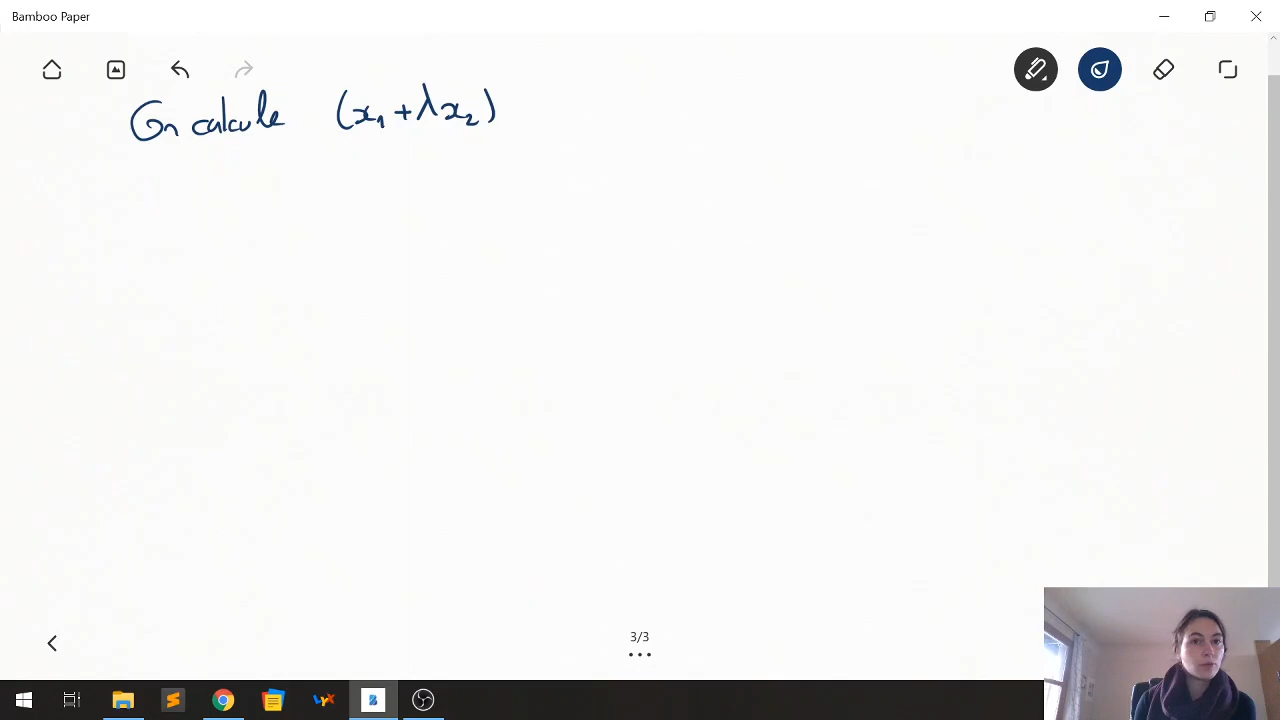 Bamboo Paper
On calcule (x₁ + λx₂)
3/3